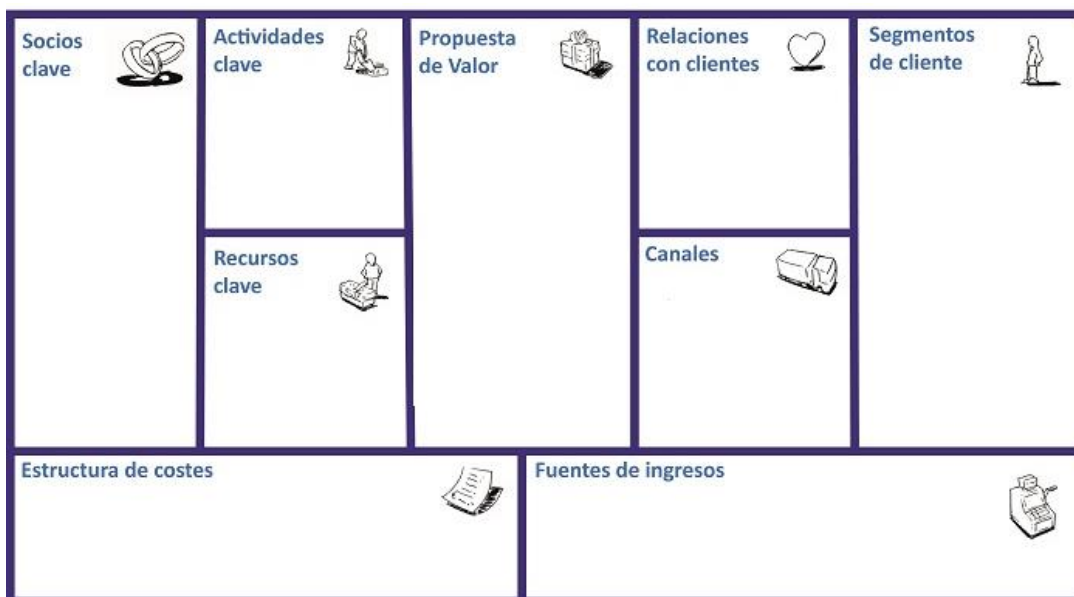 Socios
clave
Actividades
clave
Propuesta
de Valor
Relaciones
con clientes
Segmentos
de cliente
Recursos
clave
Canales
Estructura de costes
Fuentes de ingresos